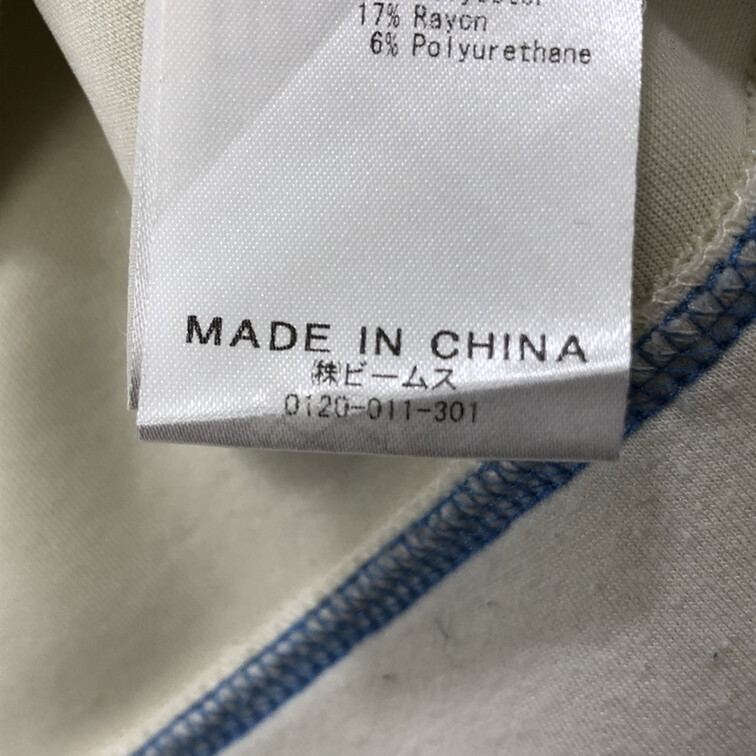 17% Rayon
6% Polyurethane
MADE IN CHINA
㈱ビームス
0120-011-301